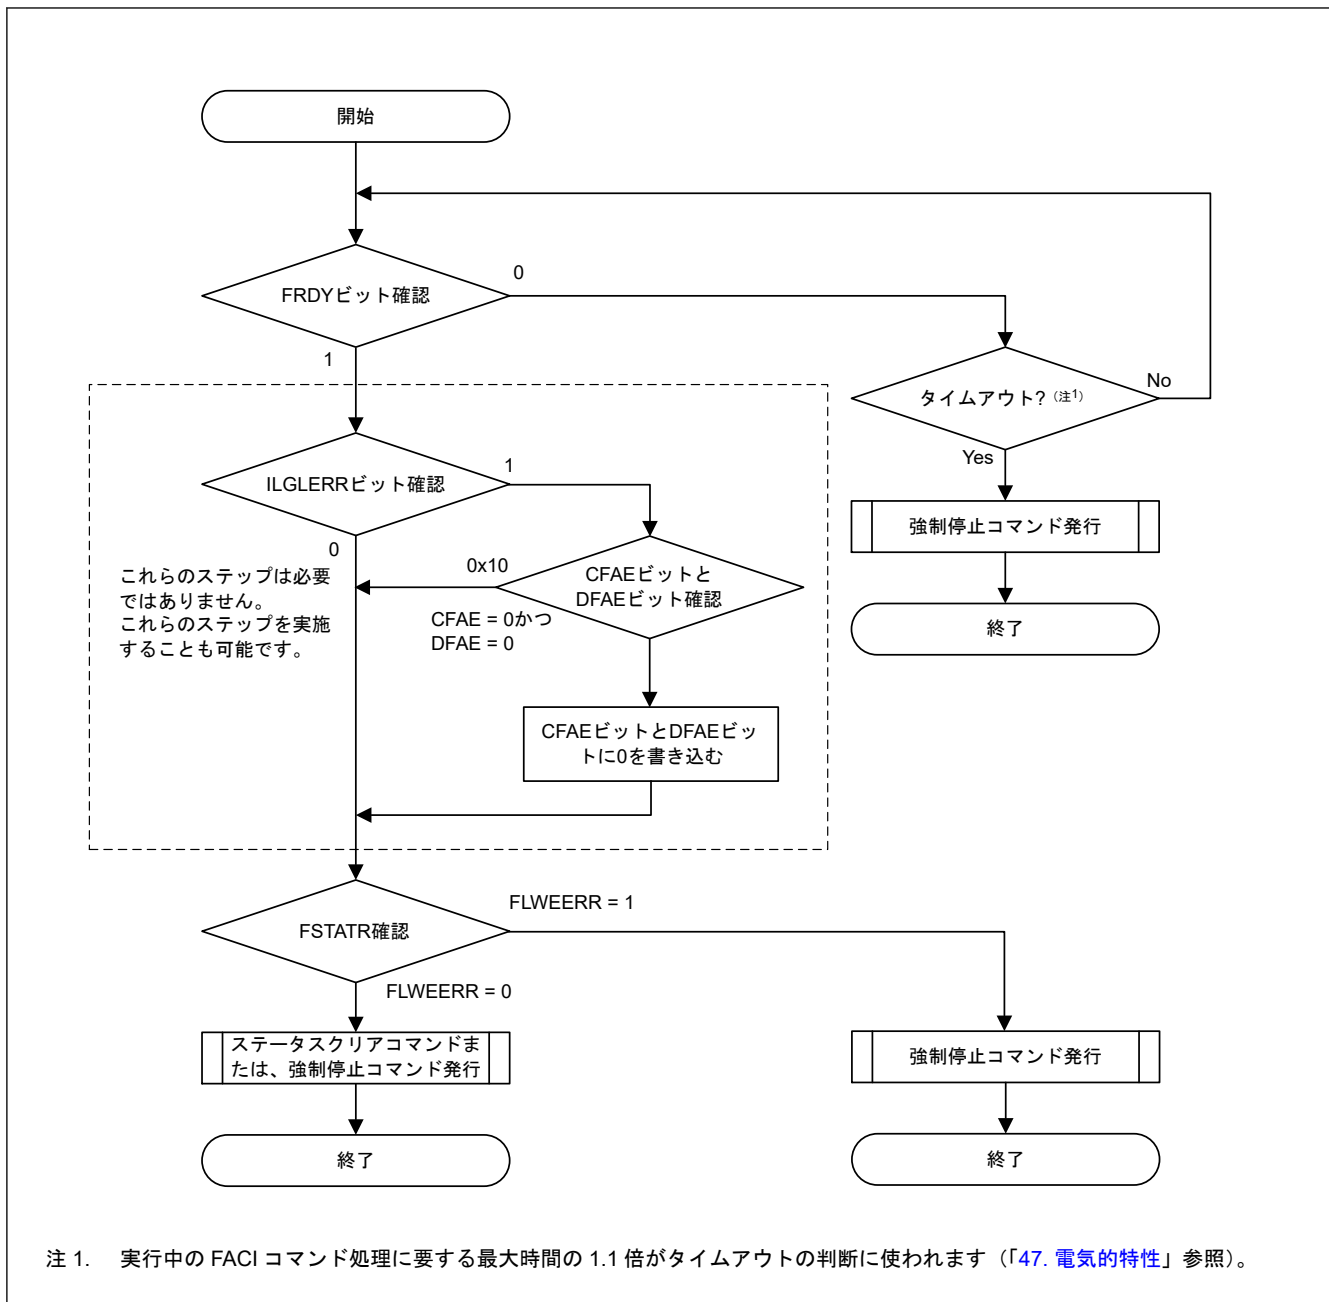 開始
FRDYビット確認
0
1
タイムアウト?(注1)
No
Yes
強制停止コマンド発行
終了
ILGLERRビット確認
1
0
これらのステップは必要
ではありません。
これらのステップを実施
することも可能です。
0x10
CFAEビットと
DFAEビット確認
CFAE = 0かつ
DFAE = 0
CFAEビットとDFAEビッ
トに0を書き込む
FSTATR確認
FLWEERR = 1
FLWEERR = 0
ステータスクリアコマンドま
たは、強制停止コマンド発行
終了
強制停止コマンド発行
終了
注 1. 実行中の FACI コマンド処理に要する最大時間の 1.1 倍がタイムアウトの判断に使われます(「47. 電気的特性」参照)。